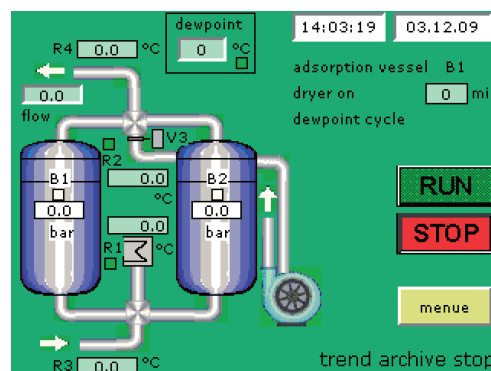 dewpoint
14:03:19 03.12.09
R4 0.0 °C
0 °C
adsorption vessel B1
0.0
dryer on 0 mi
flow
dewpoint cycle
V3
R2
B1
0.0
B2
RUN
°C
0.0
0.0
0.0
bar
bar
STOP
R1 °C
menue
R3 0.0 °C
trend archive stop